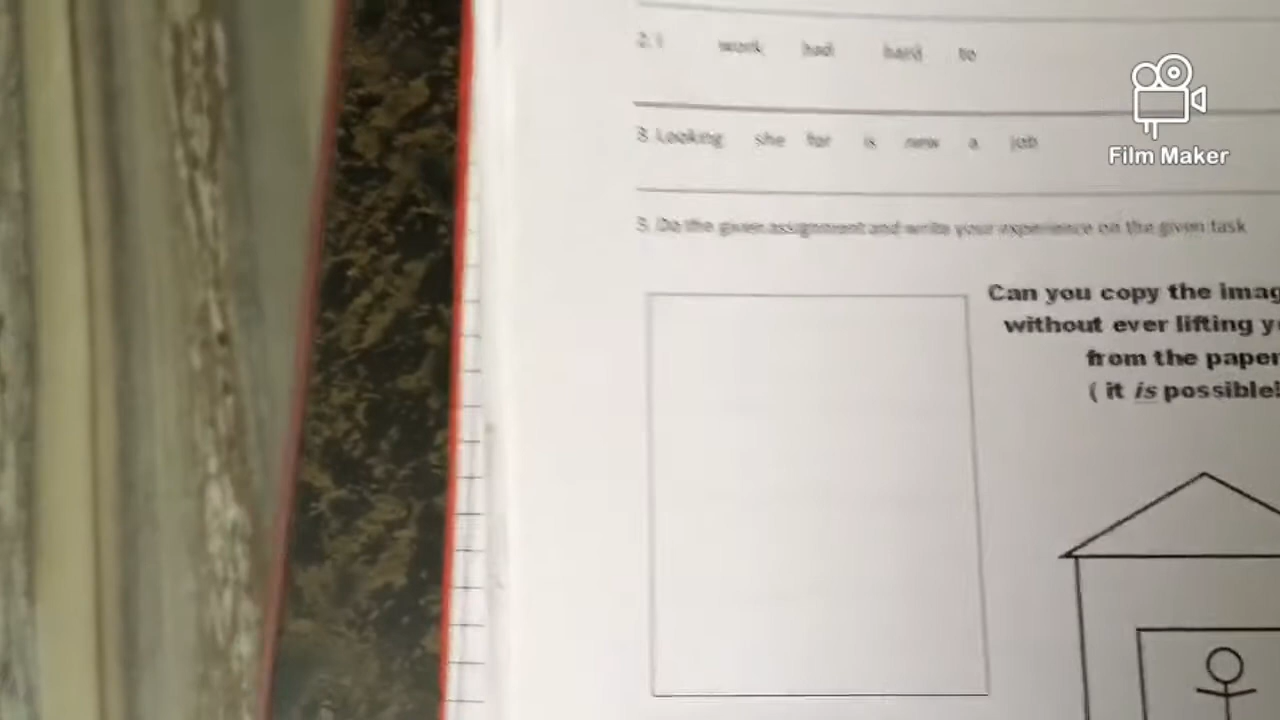 2. I work had hard to
Film Maker
3. Looking she for is new a job
5. Do the given assignment and write your experience on the given task
Can you copy the imag
without ever lifting y
from the paper
( it is possible!